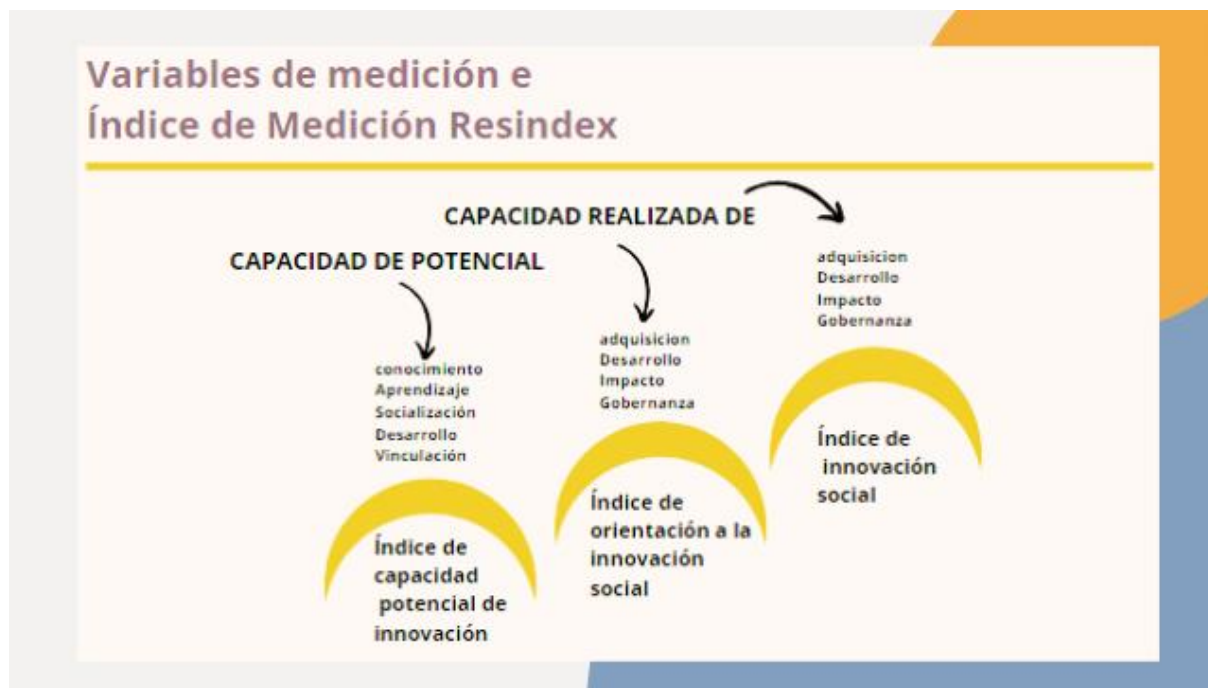 Variables de medición e
Índice de Medición Resindex
CAPACIDAD REALIZADA DE
CAPACIDAD DE POTENCIAL
conocimiento
Aprendizaje
Socialización
Desarrollo
Vinculación
Índice de
capacidad
potencial de
innovación
adquisicion
Desarrollo
Impacto
Gobernanza
Índice de
orientación a la
innovación
social
adquisicion
Desarrollo
Impacto
Gobernanza
Índice de
innovación
social